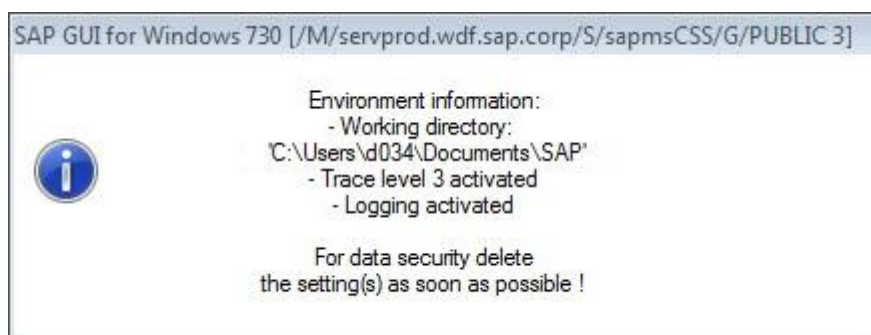 SAP GUI for Windows 730 [/M/servprod.wdf.sap.corp/S/sapmsCSS/G/PUBLIC 3]
Environment information:
- Working directory:
'C:\Users\d034\Documents\SAP'
- Trace level 3 activated
- Logging activated
For data security delete
the setting(s) as soon as possible !